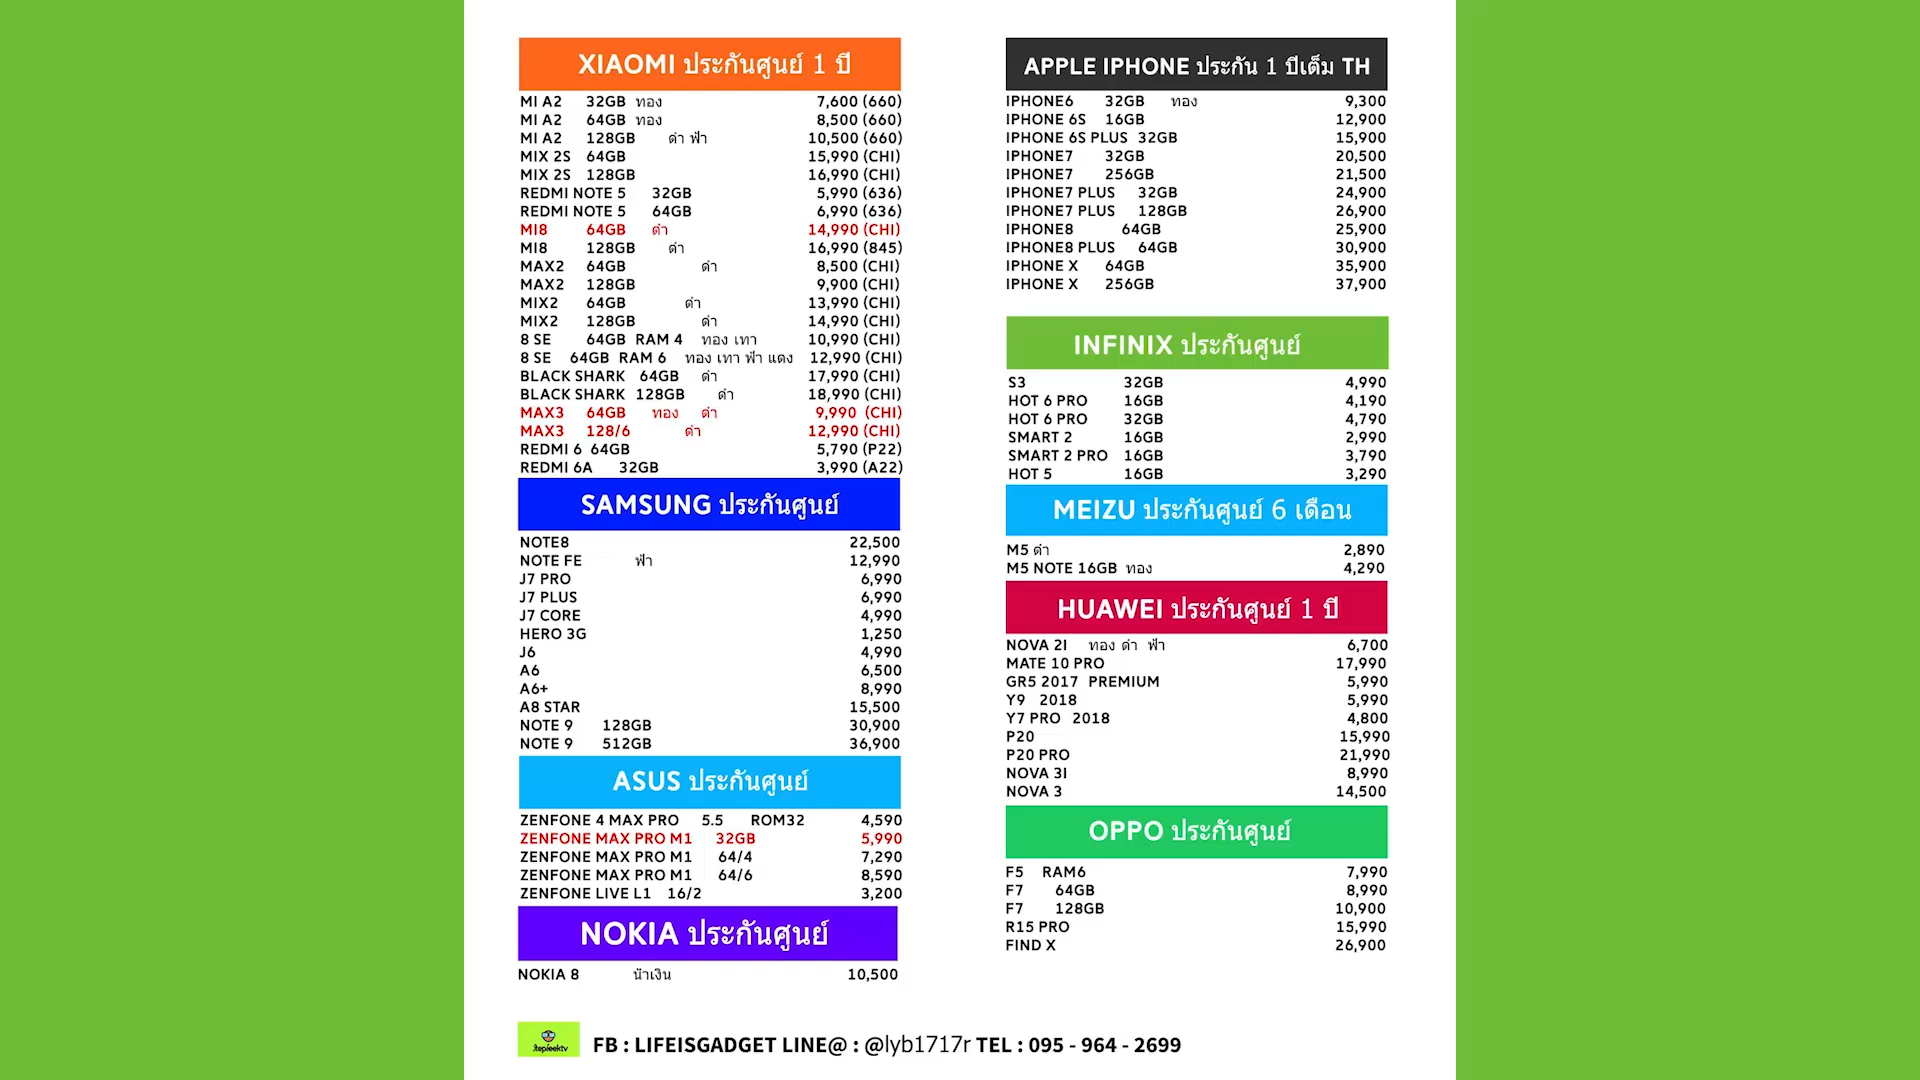 XIAOMI ประกันศูนย์ 1 ปี
MI A2 32GB ทอง 7,600 (660)
MI A2 64GB ทอง 8,500 (660)
MI A2 128GB ดำ ฟ้า 10,500 (660)
MIX 2S 64GB 15,990 (CHI)
MIX 2S 128GB 16,990 (CHI)
REDMI NOTE 5 32GB 5,990 (636)
REDMI NOTE 5 64GB 6,990 (636)
MI8 64GB ดำ 14,990 (CHI)
MI8 128GB ดำ 16,990 (845)
MAX2 64GB ดำ 8,500 (CHI)
MAX2 128GB 9,900 (CHI)
MIX2 64GB ดำ 13,990 (CHI)
MIX2 128GB ดำ 14,990 (CHI)
8 SE 64GB RAM 4 ทอง เทา 10,990 (CHI)
8 SE 64GB RAM 6 ทอง เทา ฟ้า แดง 12,990 (CHI)
BLACK SHARK 64GB ดำ 17,990 (CHI)
BLACK SHARK 128GB ดำ 18,990 (CHI)
MAX3 64GB ทอง ดำ 9,990 (CHI)
MAX3 128/6 ดำ 12,990 (CHI)
REDMI 6 64GB 5,790 (P22)
REDMI 6A 32GB 3,990 (A22)
SAMSUNG ประกันศูนย์
NOTE8 22,500
NOTE FE ฟ้า 12,990
J7 PRO 6,990
J7 PLUS 6,990
J7 CORE 4,990
HERO 3G 1,250
J6 4,990
A6 6,500
A6+ 8,990
A8 STAR 15,500
NOTE 9 128GB 30,900
NOTE 9 512GB 36,900
ASUS ประกันศูนย์
ZENFONE 4 MAX PRO 5.5 ROM32 4,590
ZENFONE MAX PRO M1 32GB 5,990
ZENFONE MAX PRO M1 64/4 7,290
ZENFONE MAX PRO M1 64/6 8,590
ZENFONE LIVE L1 16/2 3,200
NOKIA ประกันศูนย์
NOKIA 8 น้ำเงิน 10,500
APPLE IPHONE ประกัน 1 ปีเต็ม TH
IPHONE6 32GB ทอง 9,300
IPHONE 6S 16GB 12,900
IPHONE 6S PLUS 32GB 15,900
IPHONE7 32GB 20,500
IPHONE7 256GB 21,500
IPHONE7 PLUS 32GB 24,900
IPHONE7 PLUS 128GB 26,900
IPHONE8 64GB 25,900
IPHONE8 PLUS 64GB 30,900
IPHONE X 64GB 35,900
IPHONE X 256GB 37,900
INFINIX ประกันศูนย์
S3 32GB 4,990
HOT 6 PRO 16GB 4,190
HOT 6 PRO 32GB 4,790
SMART 2 16GB 2,990
SMART 2 PRO 16GB 3,790
HOT 5 16GB 3,290
MEIZU ประกันศูนย์ 6 เดือน
M5 ดำ 2,890
M5 NOTE 16GB ทอง 4,290
HUAWEI ประกันศูนย์ 1 ปี
NOVA 2I ทอง ดำ ฟ้า 6,700
MATE 10 PRO 17,990
GR5 2017 PREMIUM 5,990
Y9 2018 5,990
Y7 PRO 2018 4,800
P20 15,990
P20 PRO 21,990
NOVA 3I 8,990
NOVA 3 14,500
OPPO ประกันศูนย์
F5 RAM6 7,990
F7 64GB 8,990
F7 128GB 10,900
R15 PRO 15,990
FIND X 26,900
FB : LIFEISGADGET LINE@ : @lyb1717r TEL : 095 - 964 - 2699